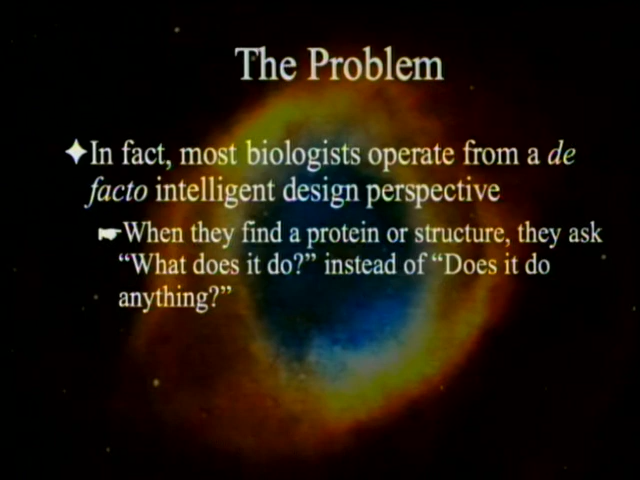 The Problem
In fact, most biologists operate from a de
facto intelligent design perspective
When they find a protein or structure, they ask
“What does it do?” instead of “Does it do
anything?”